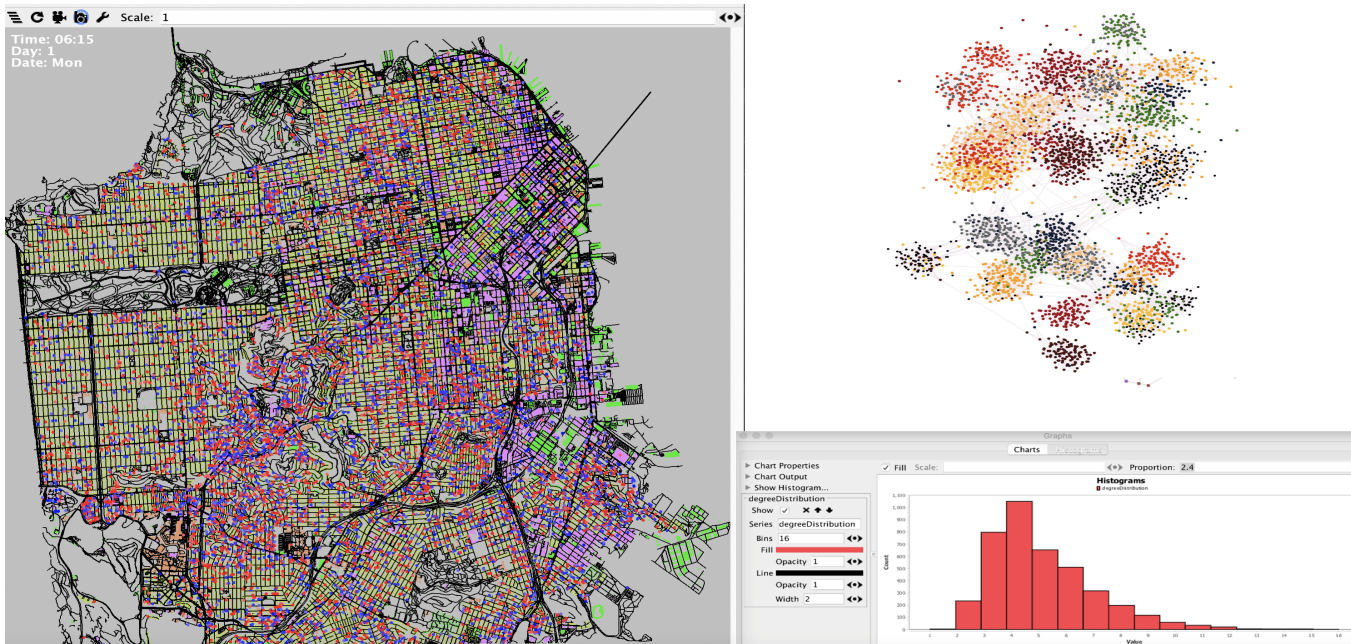 Scale: 1
Time: 06:15
Day: 1
Date: Mon
Graphs
Charts
Chart Properties
Chart Output
Show Histogram...
degreeDistribution
Show
Series degreeDistribution
Bins 16
Fill
Opacity 1
Line
Opacity 1
Width 2
Fill Scale: Proportion: 2.4
Histograms
degreeDistribution
1,100
1,000
900
800
700
600
500
400
300
200
100
0
Count
1 2 3 4 5 6 7 8 9 10 11 12 13 14 15 16
Value